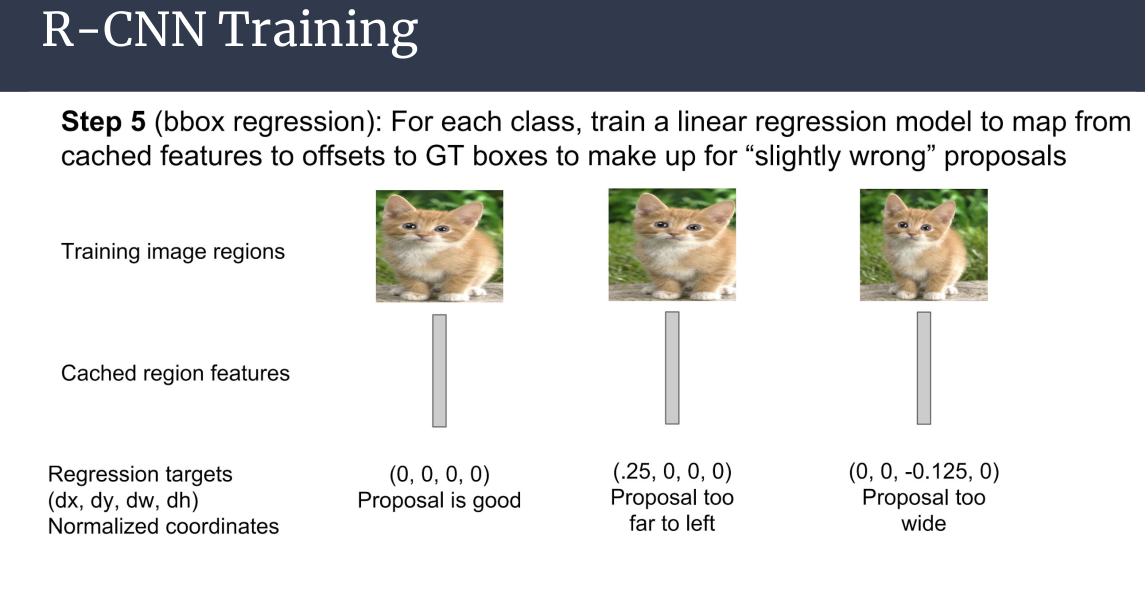 R-CNN Training
Step 5 (bbox regression): For each class, train a linear regression model to map from
cached features to offsets to GT boxes to make up for “slightly wrong” proposals
Training image regions
Cached region features
Regression targets
(dx, dy, dw, dh)
Normalized coordinates
(0, 0, 0, 0)
Proposal is good
(.25, 0, 0, 0)
Proposal too
far to left
(0, 0, -0.125, 0)
Proposal too
wide